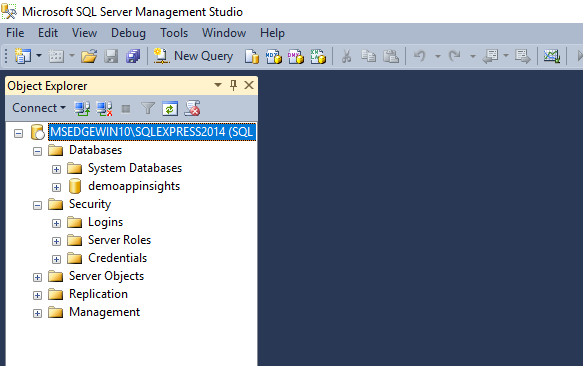 Microsoft SQL Server Management Studio
File Edit View Debug Tools Window Help
New Query
Object Explorer
Connect
MSEDGEWIN10\SQLEXPRESS2014 (SQL
Databases
System Databases
demoappinsights
Security
Logins
Server Roles
Credentials
Server Objects
Replication
Management